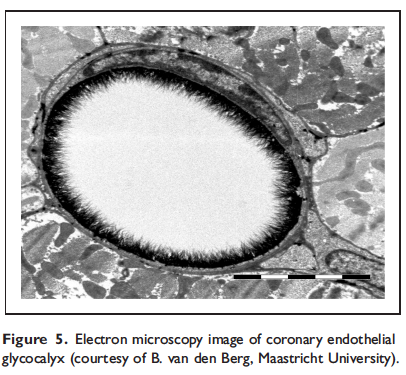 Figure 5. Electron microscopy image of coronary endothelial
glycocalyx (courtesy of B. van den Berg, Maastricht University).